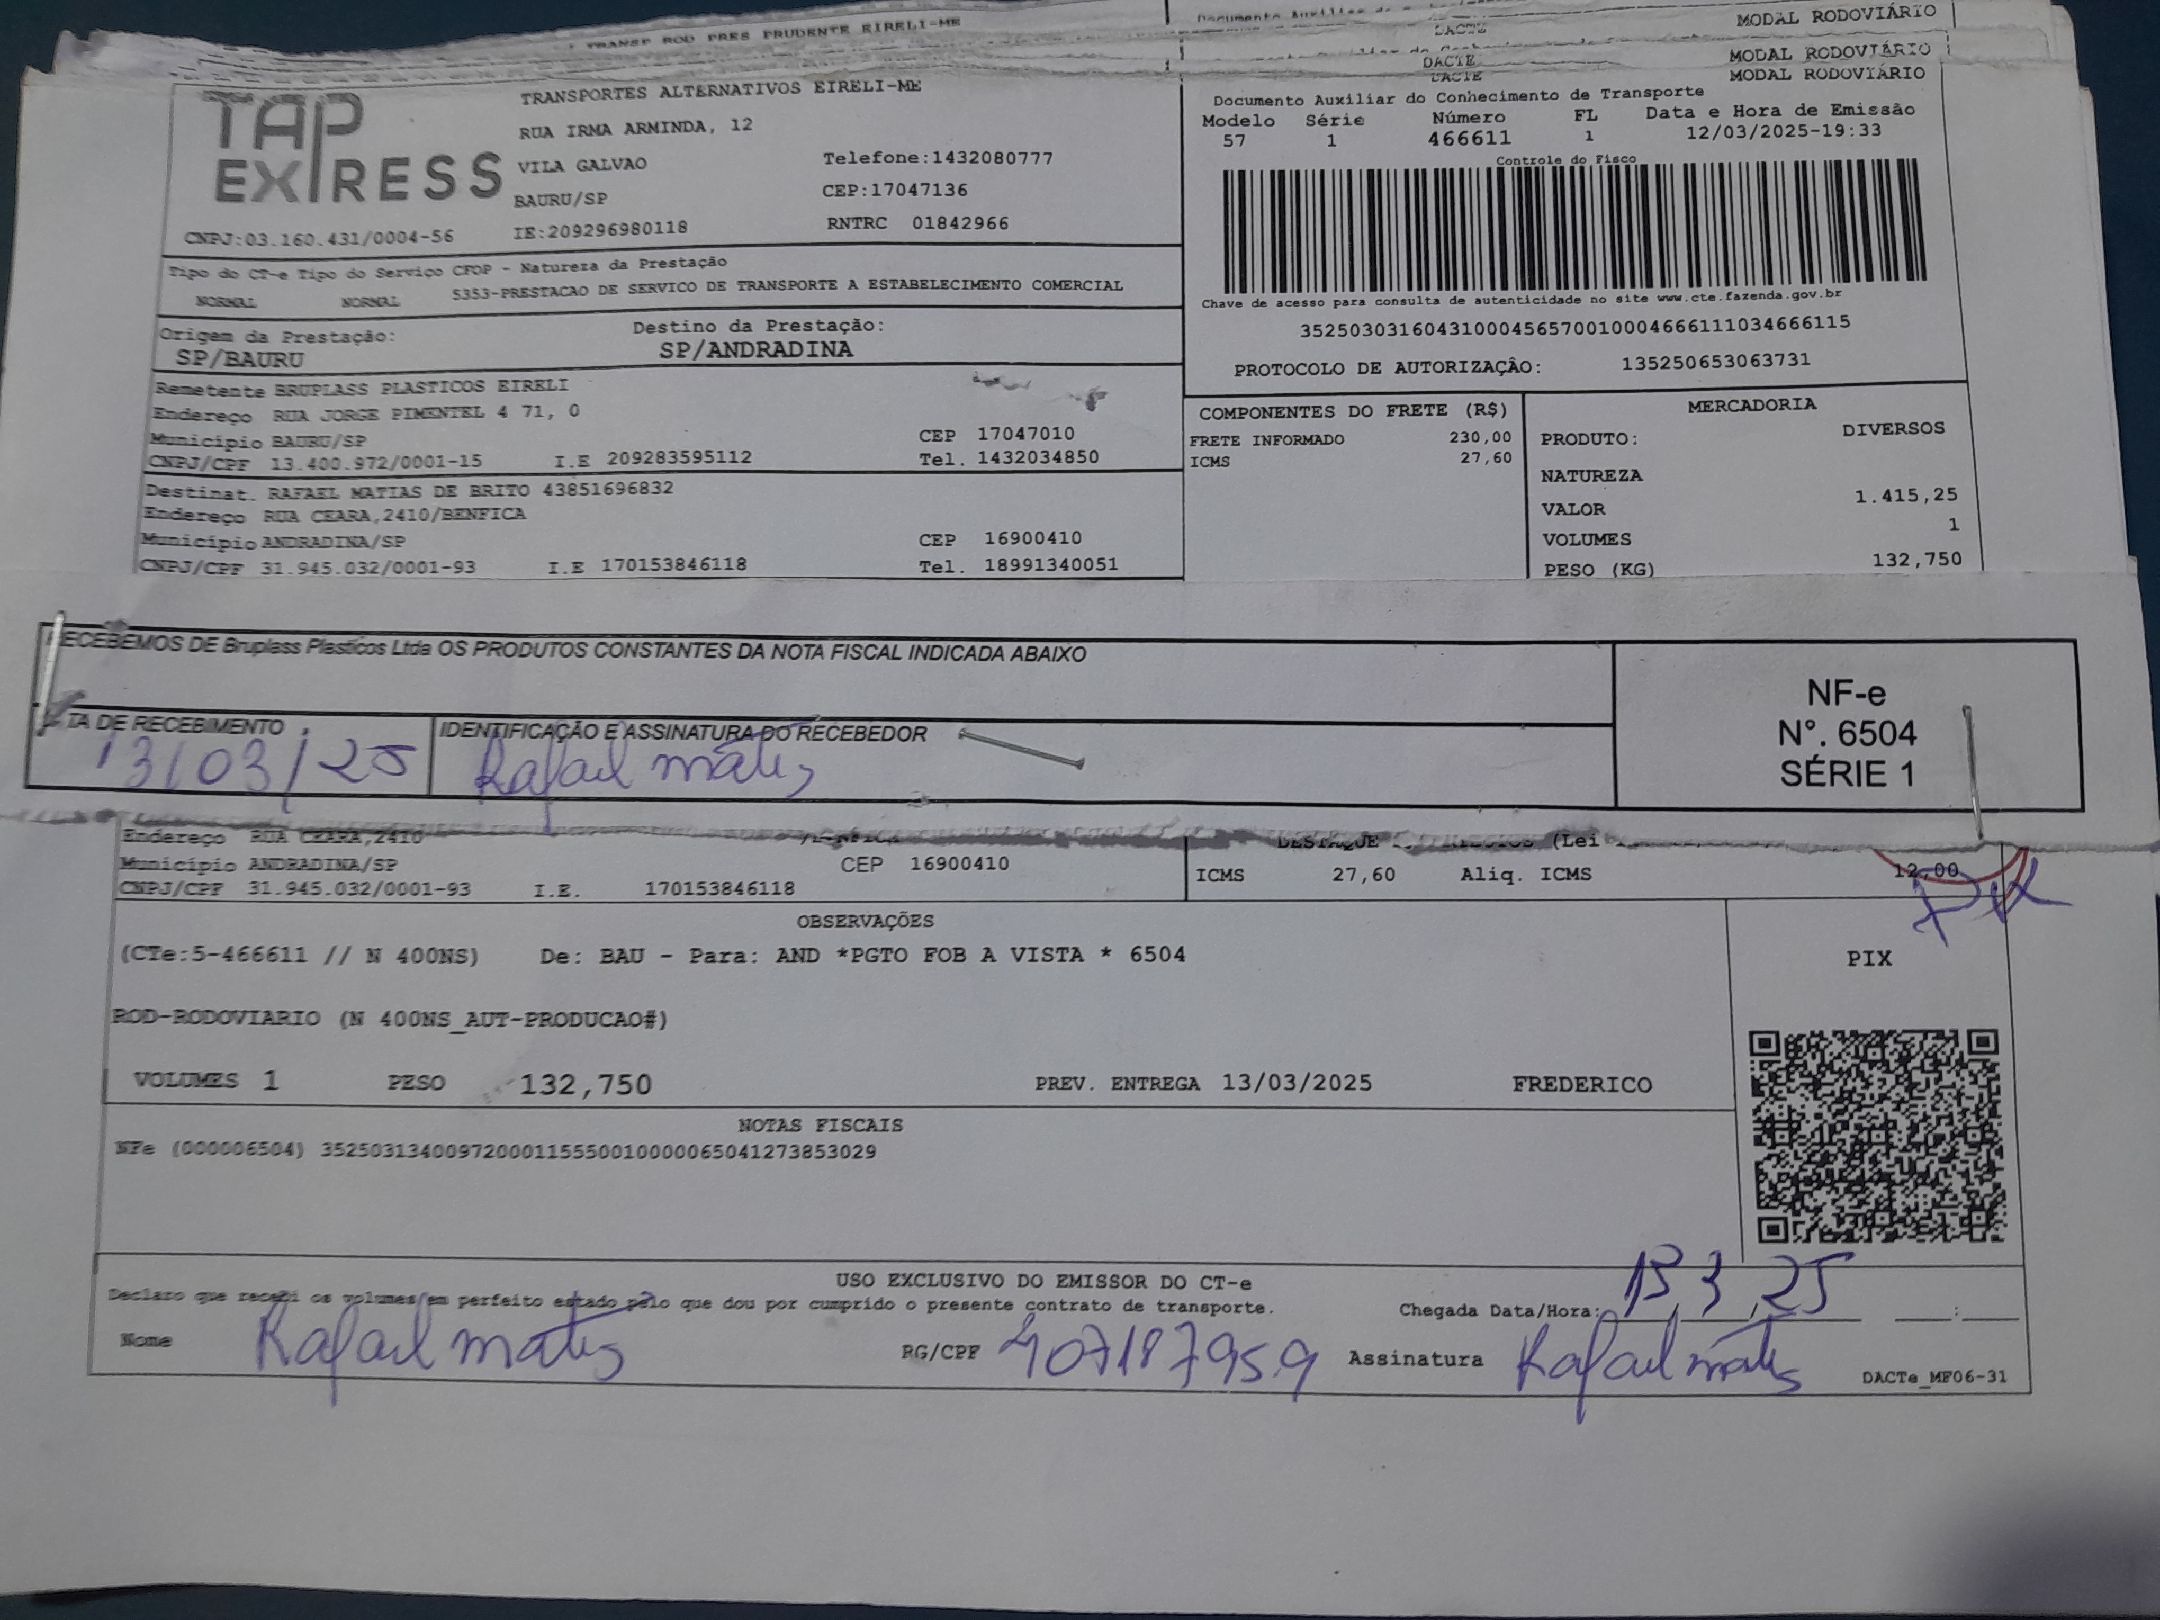 TRANSP ROD PRES PRUDENTE EIRELI-ME
MODAL RODOVIÁRIO
DACTE
MODAL RODOVIÁRIO
DACTE
MODAL RODOVIÁRIO
TAP EXPRESS
TRANSPORTES ALTERNATIVOS EIRELI-ME
RUA IRMA ARMINDA, 12
VILA GALVAO Telefone:1432080777
BAURU/SP CEP:17047136
CNPJ:03.160.431/0004-56 IE:209296980118 RNTRC 01842966
Documento Auxiliar do Conhecimento de Transporte
Modelo Série Número FL Data e Hora de Emissão
57 1 466611 1 12/03/2025-19:33
Controle do Fisco
Chave de acesso para consulta de autenticidade no site www.cte.fazenda.gov.br
35250303160431000456570010004666111034666115
PROTOCOLO DE AUTORIZAÇÃO: 135250653063731
Tipo do CT-e Tipo do Serviço CFOP - Natureza da Prestação
NORMAL NORMAL 5353-PRESTACAO DE SERVICO DE TRANSPORTE A ESTABELECIMENTO COMERCIAL
Origem da Prestação: Destino da Prestação:
SP/BAURU SP/ANDRADINA
Remetente BRUPLASS PLASTICOS EIRELI
Endereço RUA JORGE PIMENTEL 4 71, 0
Município BAURU/SP CEP 17047010
CNPJ/CPF 13.400.972/0001-15 I.E 209283595112 Tel. 1432034850
Destinat. RAFAEL MATIAS DE BRITO 43851696832
Endereço RUA CEARA,2410/BENFICA
Município ANDRADINA/SP CEP 16900410
CNPJ/CPF 31.945.032/0001-93 I.E 170153846118 Tel. 18991340051
COMPONENTES DO FRETE (R$)
FRETE INFORMADO 230,00
ICMS 27,60
MERCADORIA
PRODUTO: DIVERSOS
NATUREZA
VALOR 1.415,25
VOLUMES 1
PESO (KG) 132,750
RECEBEMOS DE Bruplass Plasticos Ltda OS PRODUTOS CONSTANTES DA NOTA FISCAL INDICADA ABAIXO
TA DE RECEBIMENTO
13/03/25
IDENTIFICAÇÃO E ASSINATURA DO RECEBEDOR
Rafael matis
NF-e
Nº. 6504
SÉRIE 1
Endereço RUA CEARA,2410
Município ANDRADINA/SP CEP 16900410
CNPJ/CPF 31.945.032/0001-93 I.E. 170153846118
DESTAQUE (Lei
ICMS 27,60 Aliq. ICMS 12,00
Pix
OBSERVAÇÕES
(CTe:5-466611 // N 400NS) De: BAU - Para: AND *PGTO FOB A VISTA * 6504
ROD-RODOVIARIO (N 400NS_AUT-PRODUCAO#)
VOLUMES 1 PESO 132,750 PREV. ENTREGA 13/03/2025 FREDERICO
PIX
NOTAS FISCAIS
NFe (000006504) 35250313400972000115550010000065041273853029
USO EXCLUSIVO DO EMISSOR DO CT-e
Declaro que recebi os volumes em perfeito estado pelo que dou por cumprido o presente contrato de transporte.
Chegada Data/Hora: 13 3 25 :
Nome Rafael matis RG/CPF 407187959 Assinatura Rafael matis
DACTe_MF06-31